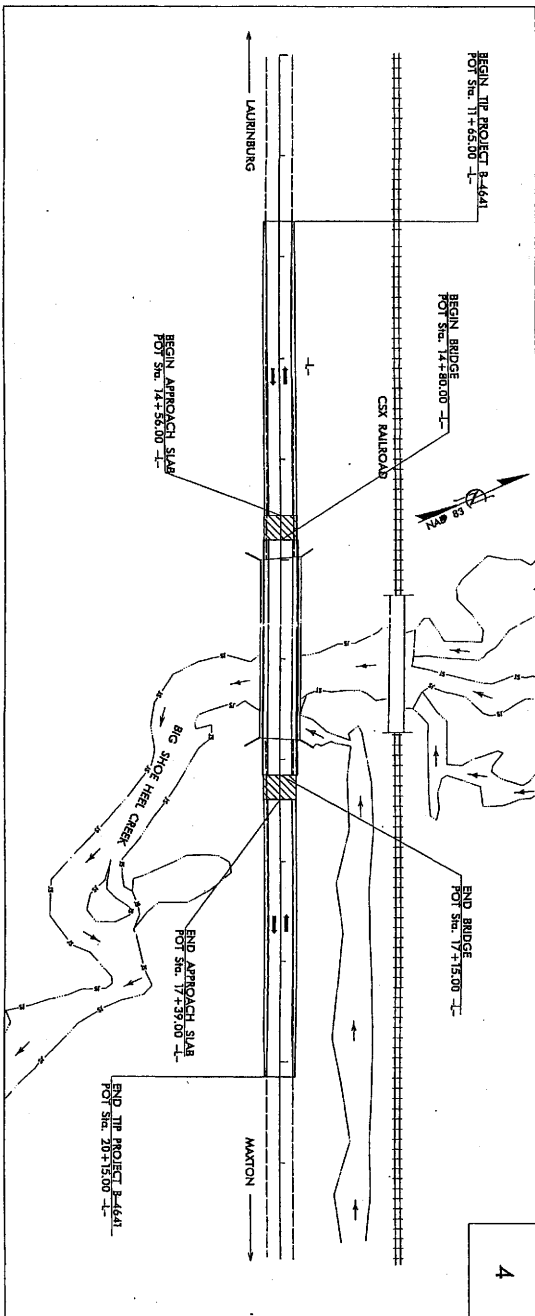 BEGIN TIP PROJECT B-4641
POT Sta. 11+65.00 -L-
BEGIN BRIDGE
POT Sta. 14+80.00 -L-
CSX RAILROAD
NAD 83
N
END BRIDGE
POT Sta. 17+15.00 -L-
4
LAURINBURG
-L-
MAXTON
BEGIN APPROACH SLAB
POT Sta. 14+56.00 -L-
BIG SHOE HEEL CREEK
END APPROACH SLAB
POT Sta. 17+39.00 -L-
END TIP PROJECT B-4641
POT Sta. 20+15.00 -L-